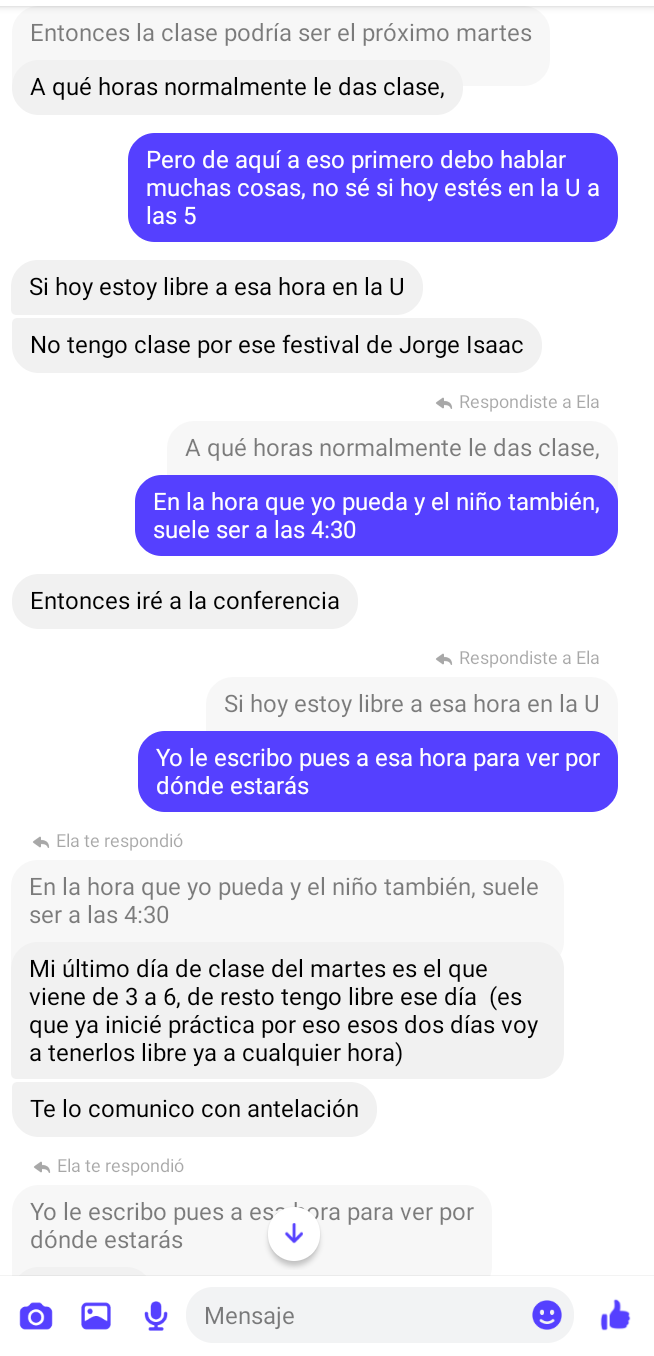 Entonces la clase podría ser el próximo martes
A qué horas normalmente le das clase,
Pero de aquí a eso primero debo hablar
muchas cosas, no sé si hoy estés en la U a
las 5
Si hoy estoy libre a esa hora en la U
No tengo clase por ese festival de Jorge Isaac
Respondiste a Ela
A qué horas normalmente le das clase,
En la hora que yo pueda y el niño también,
suele ser a las 4:30
Entonces iré a la conferencia
Respondiste a Ela
Si hoy estoy libre a esa hora en la U
Yo le escribo pues a esa hora para ver por
dónde estarás
Ela te respondió
En la hora que yo pueda y el niño también, suele
ser a las 4:30
Mi último día de clase del martes es el que
viene de 3 a 6, de resto tengo libre ese día  (es
que ya inicié práctica por eso esos dos días voy
a tenerlos libre ya a cualquier hora)
Te lo comunico con antelación
Ela te respondió
Yo le escribo pues a esa hora para ver por
dónde estarás
Mensaje